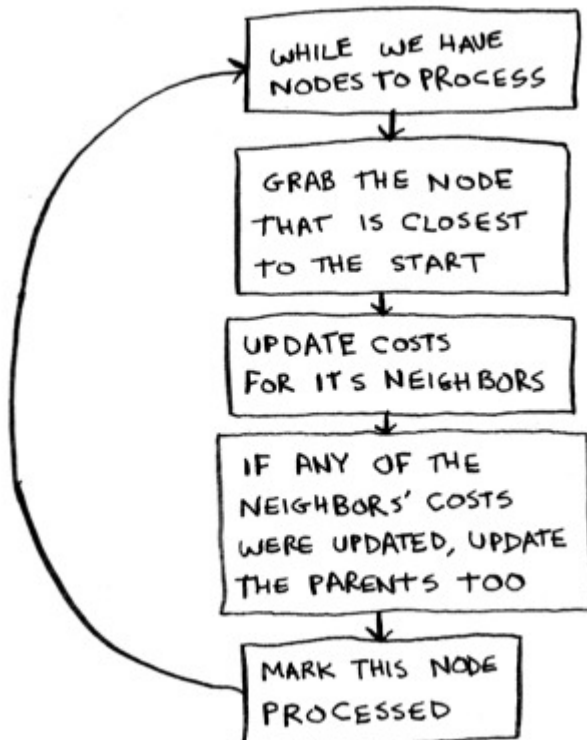 WHILE WE HAVE
NODES TO PROCESS
GRAB THE NODE
THAT IS CLOSEST
TO THE START
UPDATE COSTS
FOR ITS NEIGHBORS
IF ANY OF THE
NEIGHBORS' COSTS
WERE UPDATED, UPDATE
THE PARENTS TOO
MARK THIS NODE
PROCESSED